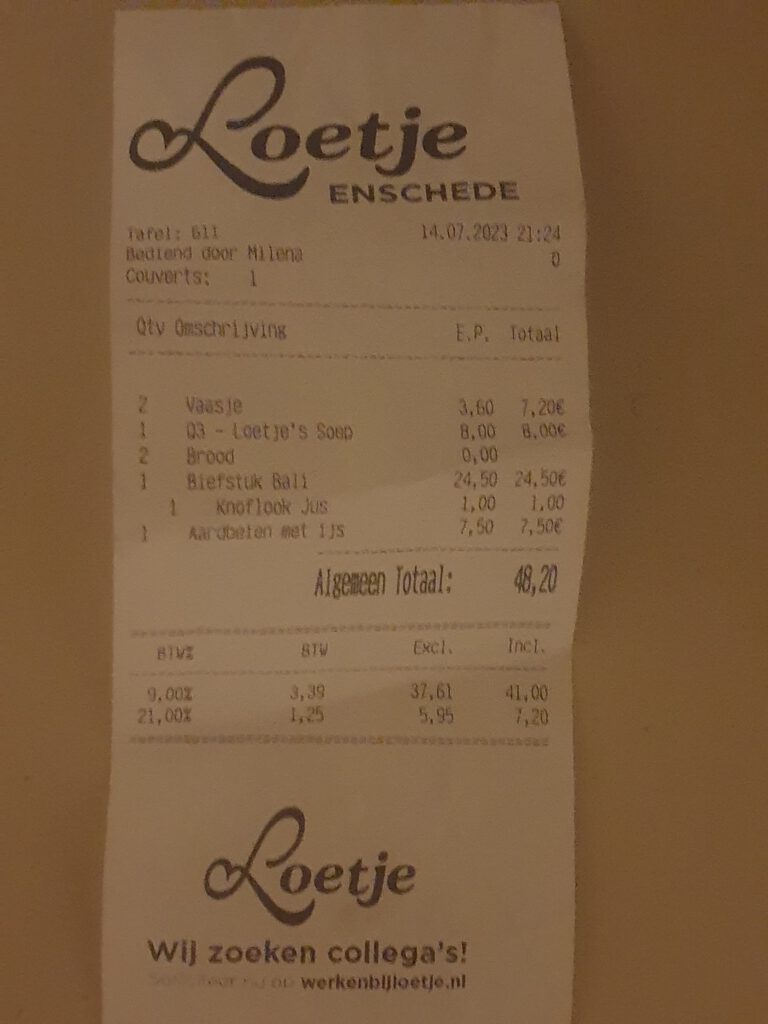 Loetje
ENSCHEDE
Tafel: 611 14.07.2023 21:24
Bediend door Milena 0
Couverts: 1
Qty Omschrijving E.P. Totaal
2 Vaasje 3,60 7,20€
1 Q3 - Loetje's Soep 8,00 8,00€
2 Brood 0,00
1 Biefstuk Bali 24,50 24,50€
1 Knoflook Jus 1,00 1,00
1 Aardbeien met ijs 7,50 7,50€
Algemeen Totaal: 48,20
BTW% BTW Excl. Incl.
9,00% 3,39 37,61 41,00
21,00% 1,25 5,95 7,20
Loetje
Wij zoeken collega's!
op werkenbijloetje.nl